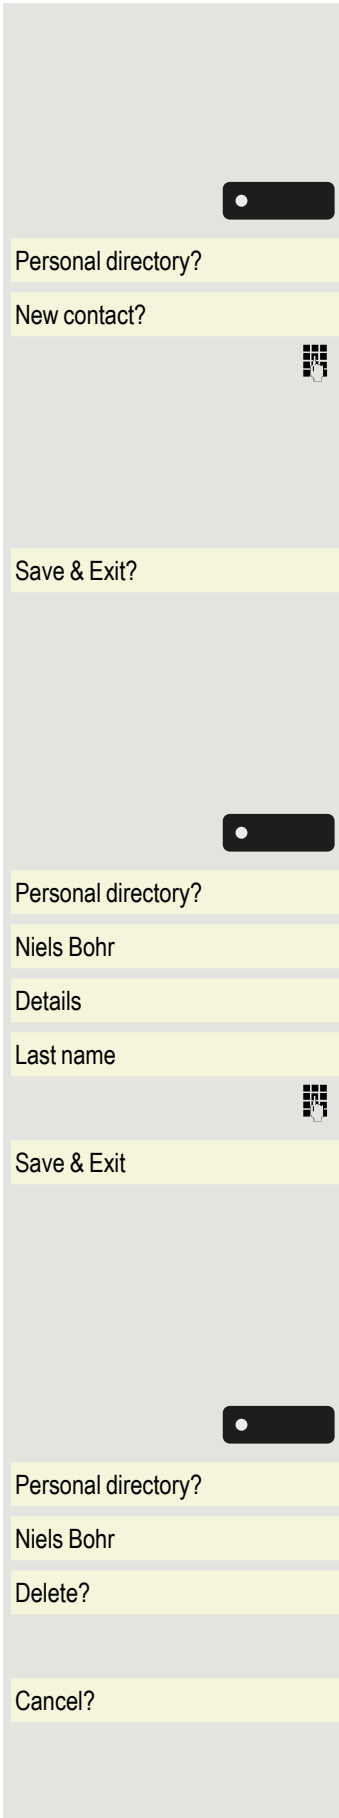 Personal directory?
New contact?
Save & Exit?
Personal directory?
Niels Bohr
Details
Last name
Save & Exit
Personal directory?
Niels Bohr
Delete?
Cancel?